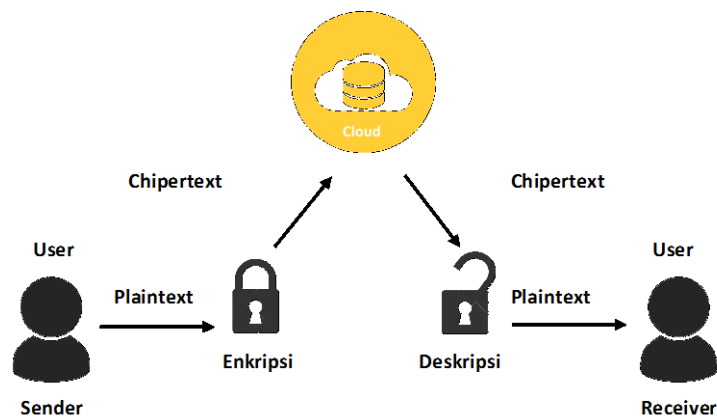 Cloud
Chipertext
Chipertext
User
User
Plaintext
Plaintext
Enkripsi
Deskripsi
Sender
Receiver